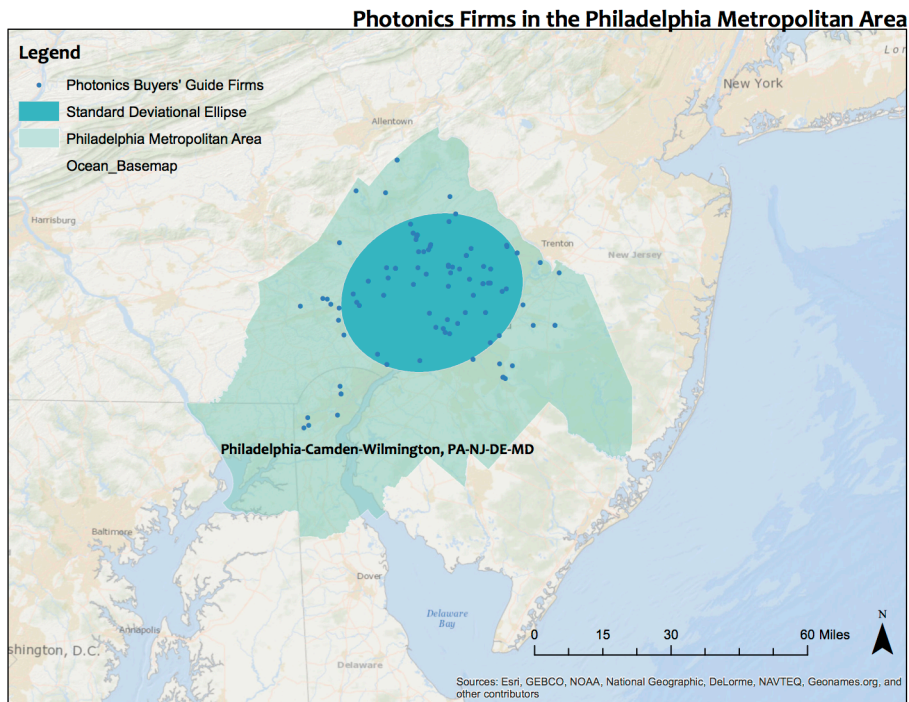 Photonics Firms in the Philadelphia Metropolitan Area
Legend
Photonics Buyers' Guide Firms
Standard Deviational Ellipse
Philadelphia Metropolitan Area
Ocean_Basemap
New York
Allentown
Harrisburg
Trenton
New Jersey
Philadelphia-Camden-Wilmington, PA-NJ-DE-MD
Baltimore
Dover
Delaware
Bay
Annapolis
shington, D.C.
Delaware
N
0 15 30 60 Miles
Sources: Esri, GEBCO, NOAA, National Geographic, DeLorme, NAVTEQ, Geonames.org, and
other contributors